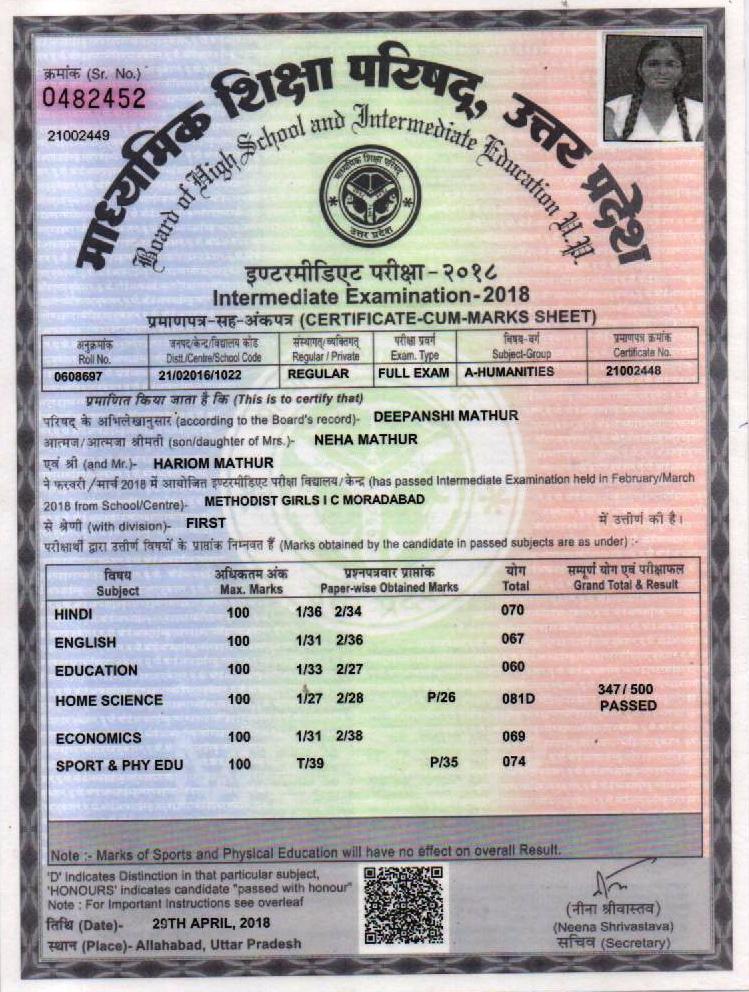 क्रमांक (Sr. No.)
0482452
21002449
माध्यमिक शिक्षा परिषद्, उत्तर प्रदेश
Board of High School and Intermediate Education U.P.
माध्यमिक शिक्षा परिषद
उत्तर प्रदेश
इण्टरमीडिएट परीक्षा - २०१८
Intermediate Examination-2018
प्रमाणपत्र-सह-अंकपत्र (CERTIFICATE-CUM-MARKS SHEET)
अनुक्रमांक जनपद/केन्द्र/विद्यालय कोड संस्थागत/व्यक्तिगत् परीक्षा प्रवर्ग विषय-वर्ग प्रमाणपत्र क्रमांक
Roll No. Distt./Centre/School Code Regular / Private Exam. Type Subject-Group Certificate No.
0608697 21/02016/1022 REGULAR FULL EXAM A-HUMANITIES 21002448
प्रमाणित किया जाता है कि (This is to certify that)
परिषद् के अभिलेखानुसार (according to the Board's record)- DEEPANSHI MATHUR
आत्मज/आत्मजा श्रीमती (son/daughter of Mrs.)- NEHA MATHUR
एवं श्री (and Mr.)- HARIOM MATHUR
ने फरवरी /मार्च 2018 में आयोजित इण्टरमीडिएट परीक्षा विद्यालय/केन्द्र (has passed Intermediate Examination held in February/March
2018 from School/Centre)- METHODIST GIRLS I C MORADABAD
से श्रेणी (with division)- FIRST में उत्तीर्ण की है।
परीक्षार्थी द्वारा उत्तीर्ण विषयों के प्राप्तांक निम्नवत हैं (Marks obtained by the candidate in passed subjects are as under) :-
विषय अधिकतम अंक प्रश्नपत्रवार प्राप्तांक योग सम्पूर्ण योग एवं परीक्षाफल
Subject Max. Marks Paper-wise Obtained Marks Total Grand Total & Result
HINDI 100 1/36 2/34 070
ENGLISH 100 1/31 2/36 067
EDUCATION 100 1/33 2/27 060
HOME SCIENCE 100 1/27 2/28 P/26 081D 347/ 500
PASSED
ECONOMICS 100 1/31 2/38 069
SPORT & PHY EDU 100 T/39 P/35 074
Note :- Marks of Sports and Physical Education will have no effect on overall Result.
'D' Indicates Distinction in that particular subject,
'HONOURS' indicates candidate "passed with honour"
Note : For Important Instructions see overleaf
तिथि (Date)- 29TH APRIL, 2018
स्थान (Place)- Allahabad, Uttar Pradesh
(नीना श्रीवास्तव)
(Neena Shrivastava)
सचिव (Secretary)